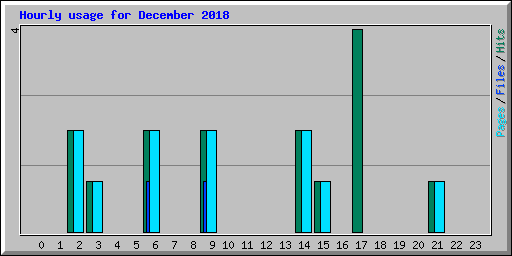 Hourly usage for December 2018
4
Pages/Files/Hits
0 1 2 3 4 5 6 7 8 9 10 11 12 13 14 15 16 17 18 19 20 21 22 23